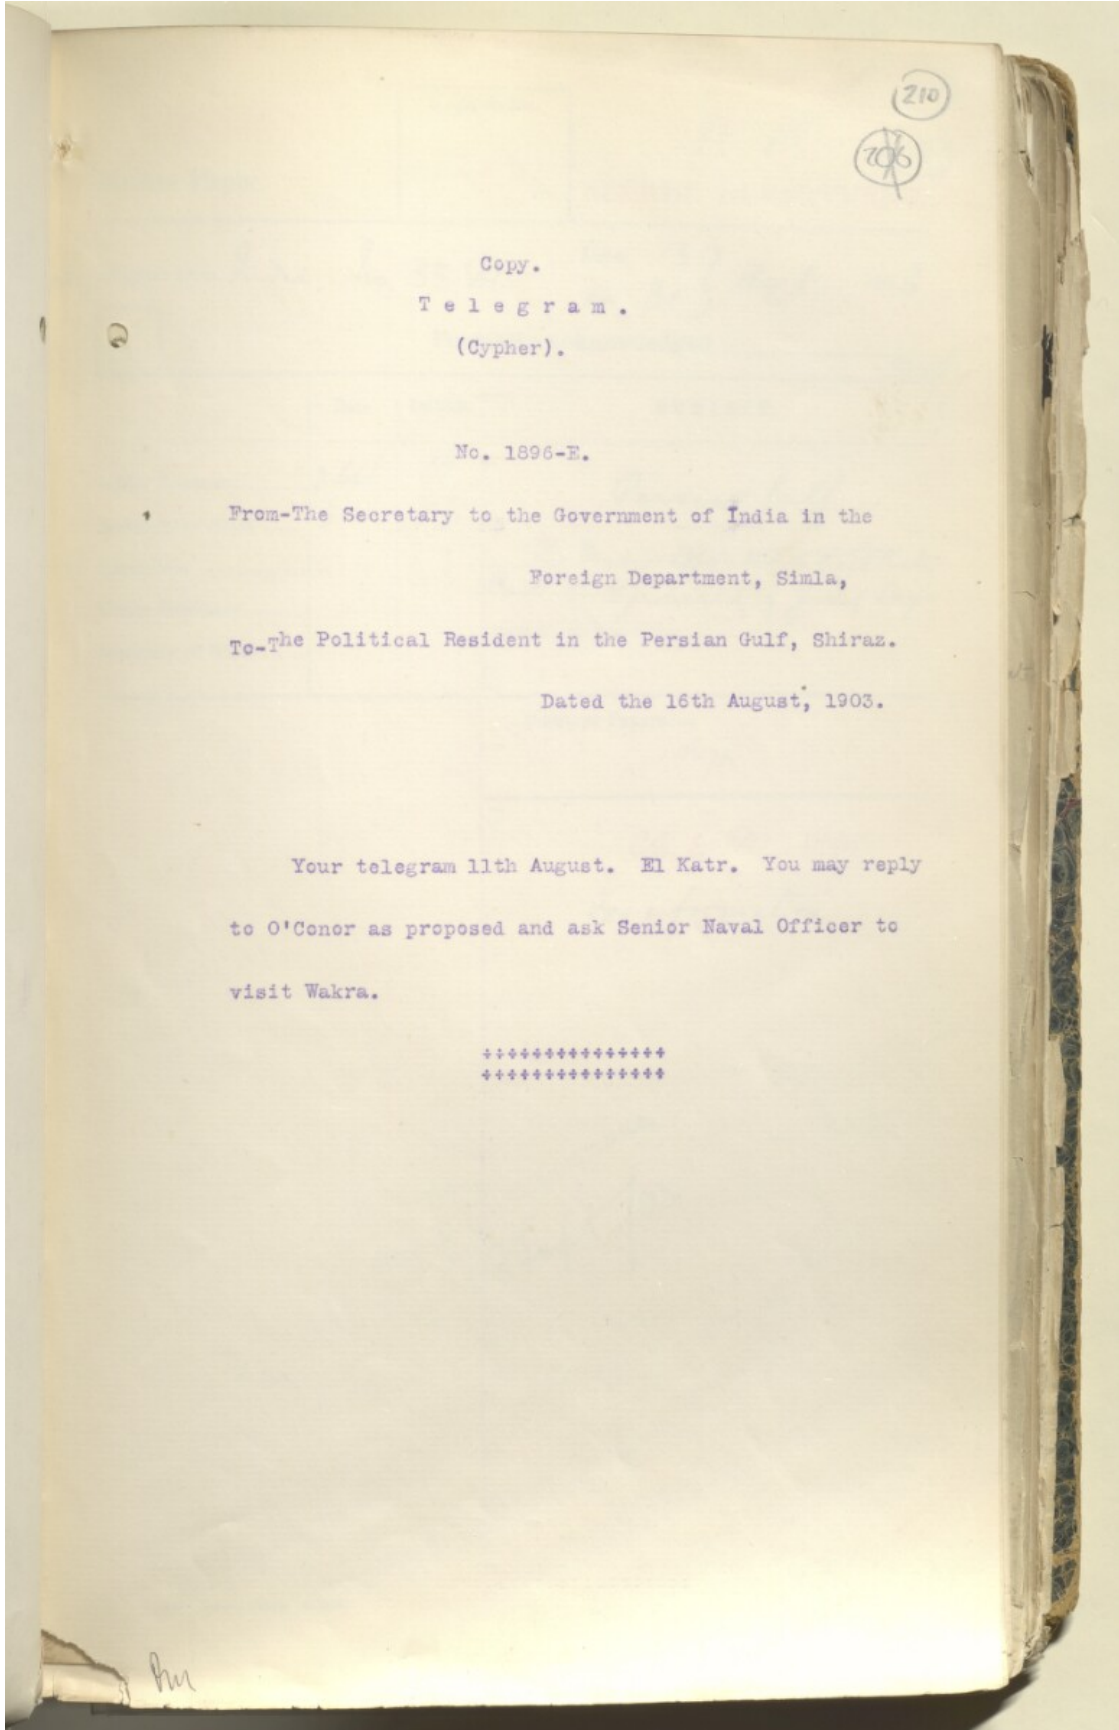 210
206
Copy.
Telegram.
(Cypher).
No. 1896-E.
From-The Secretary to the Government of India in the
Foreign Department, Simla,
To-The Political Resident in the Persian Gulf, Shiraz.
Dated the 16th August, 1903.
Your telegram 11th August. El Katr. You may reply
to O'Conor as proposed and ask Senior Naval Officer to
visit Wakra.
÷÷÷÷÷÷÷÷÷÷÷÷÷÷÷
÷÷÷÷÷÷÷÷÷÷÷÷÷÷÷